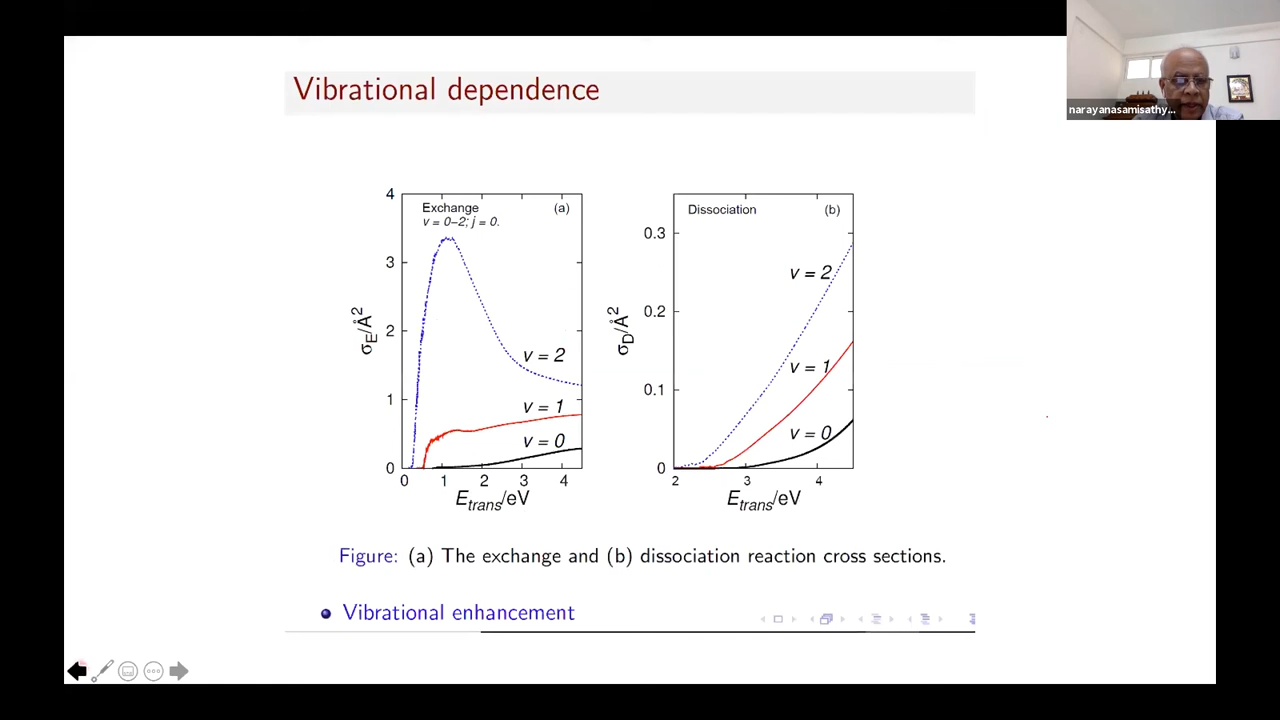 Vibrational dependence
narayanasamisathy...
Exchange (a)
v = 0–2; j = 0.
4
3
2
1
0
σE/Å2
v = 2
v = 1
v = 0
0 1 2 3 4
Etrans/eV
Dissociation (b)
0.3
0.2
0.1
0
σD/Å2
v = 2
v = 1
v = 0
2 3 4
Etrans/eV
Figure: (a) The exchange and (b) dissociation reaction cross sections.
Vibrational enhancement